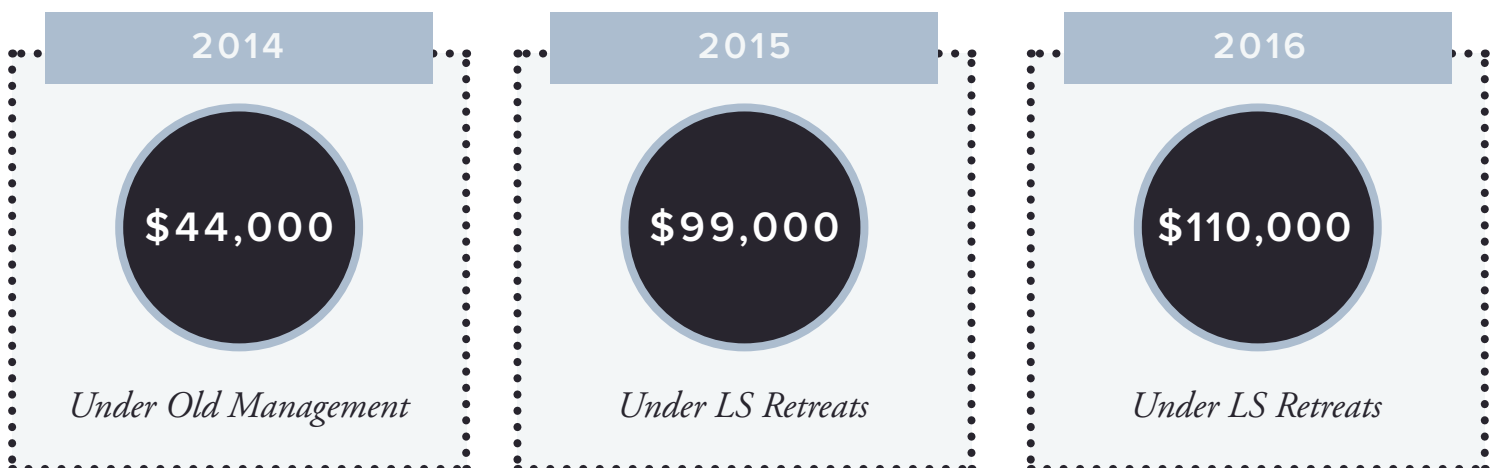 2014
$44,000
Under Old Management
2015
$99,000
Under LS Retreats
2016
$110,000
Under LS Retreats